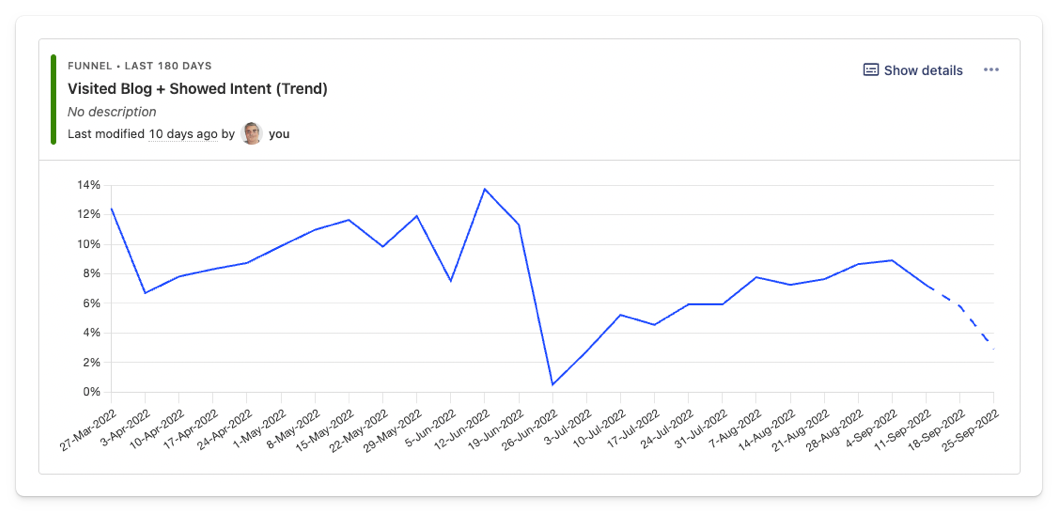 FUNNEL • LAST 180 DAYS
Visited Blog + Showed Intent (Trend)
No description
Last modified 10 days ago by you
Show details
14%
12%
10%
8%
6%
4%
2%
0%
27-Mar-2022
3-Apr-2022
10-Apr-2022
17-Apr-2022
24-Apr-2022
1-May-2022
8-May-2022
15-May-2022
22-May-2022
29-May-2022
5-Jun-2022
12-Jun-2022
19-Jun-2022
26-Jun-2022
3-Jul-2022
10-Jul-2022
17-Jul-2022
24-Jul-2022
31-Jul-2022
7-Aug-2022
14-Aug-2022
21-Aug-2022
28-Aug-2022
4-Sep-2022
11-Sep-2022
18-Sep-2022
25-Sep-2022